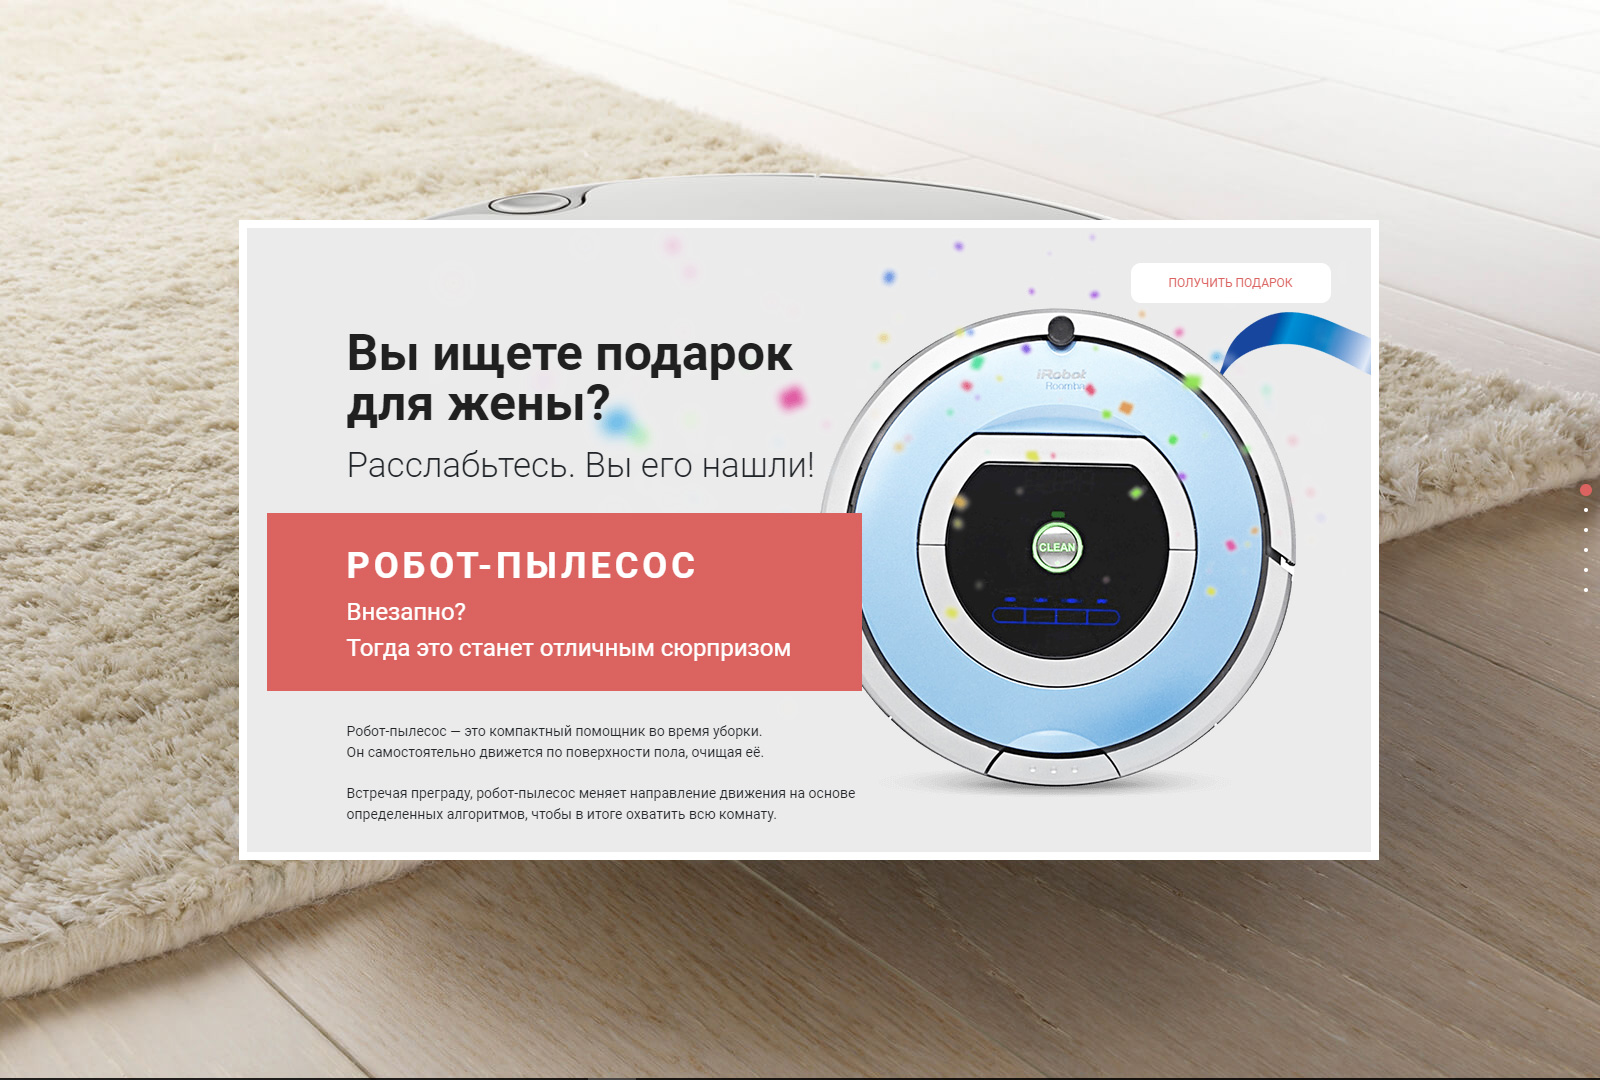 ПОЛУЧИТЬ ПОДАРОК
Вы ищете подарок
для жены?
Расслабьтесь. Вы его нашли!
РОБОТ-ПЫЛЕСОС
Внезапно?
Тогда это станет отличным сюрпризом
Робот-пылесос — это компактный помощник во время уборки.
Он самостоятельно движется по поверхности пола, очищая её.
Встречая преграду, робот-пылесос меняет направление движения на основе
определенных алгоритмов, чтобы в итоге охватить всю комнату.
iRobot
Roomba
CLEAN